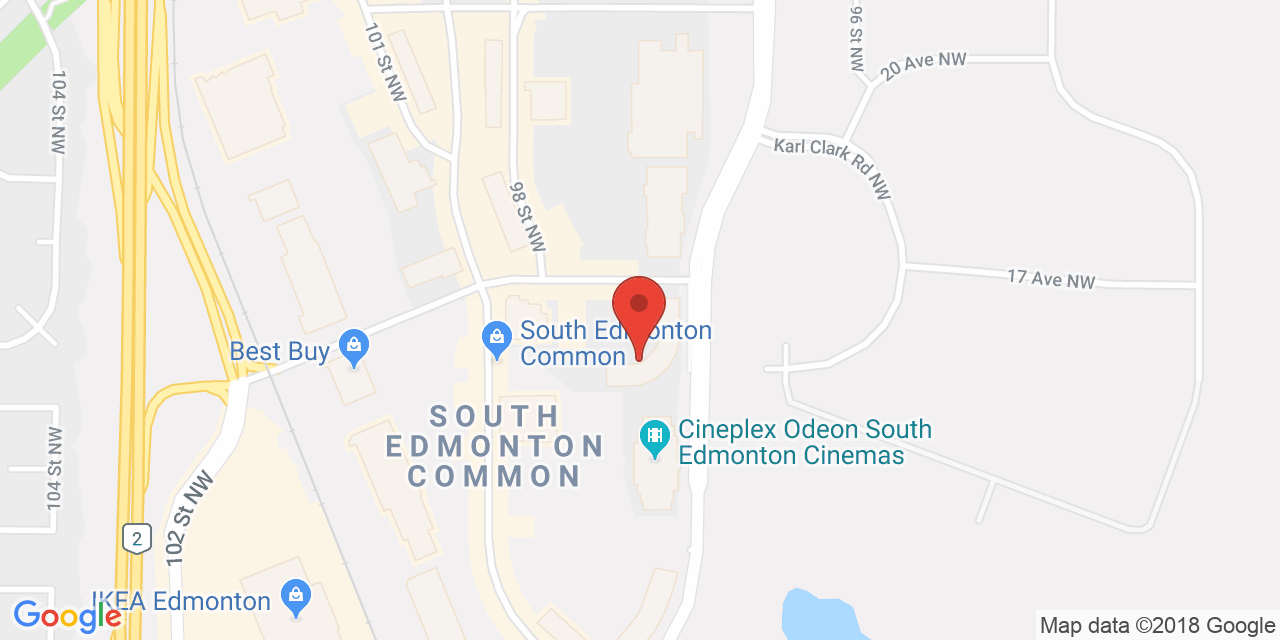 96 St NW
101 St NW
104 St NW
20 Ave NW
Karl Clark Rd NW
98 St NW
17 Ave NW
South Edmonton
Common
Best Buy
SOUTH
EDMONTON
COMMON
Cineplex Odeon South
Edmonton Cinemas
104 St NW
102 St NW
2
IKEA Edmonton
Google
Map data ©2018 Google